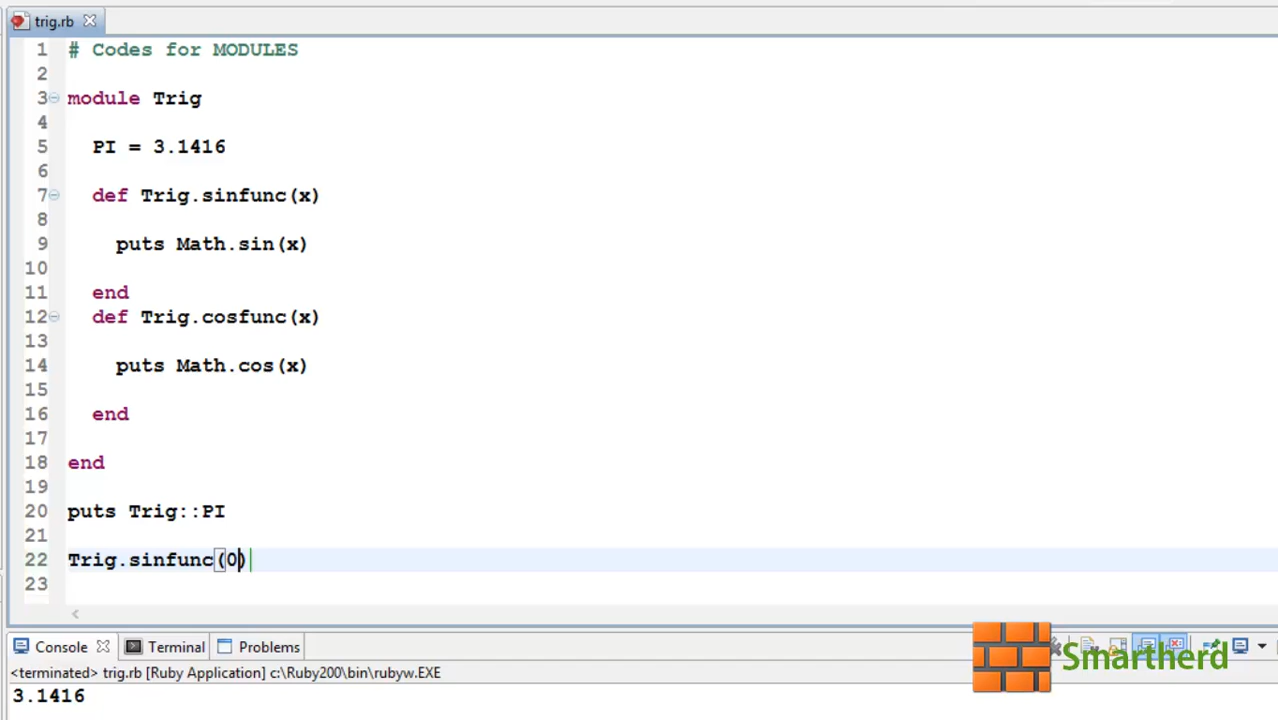 trig.rb
1 # Codes for MODULES
2
3 module Trig
4
5 PI = 3.1416
6
7 def Trig.sinfunc(x)
8
9 puts Math.sin(x)
10
11 end
12 def Trig.cosfunc(x)
13
14 puts Math.cos(x)
15
16 end
17
18 end
19
20 puts Trig::PI
21
22 Trig.sinfunc(0)
23
Console Terminal Problems
Smartherd
<terminated> trig.rb [Ruby Application] c:\Ruby200\bin\rubyw.EXE
3.1416